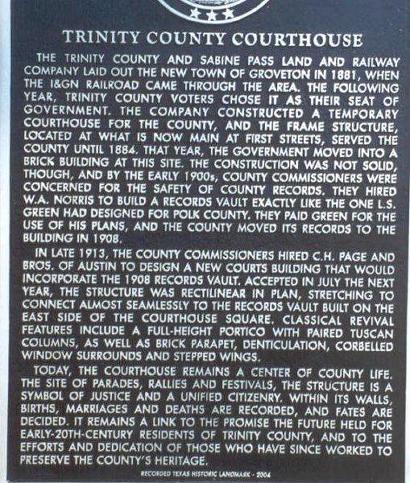 TRINITY COUNTY COURTHOUSE
THE TRINITY COUNTY AND SABINE PASS LAND AND RAILWAY
COMPANY LAID OUT THE NEW TOWN OF GROVETON IN 1881, WHEN
THE I&GN RAILROAD CAME THROUGH THE AREA. THE FOLLOWING
YEAR, TRINITY COUNTY VOTERS CHOSE IT AS THEIR SEAT OF
GOVERNMENT. THE COMPANY CONSTRUCTED A TEMPORARY
COURTHOUSE FOR THE COUNTY, AND THE FRAME STRUCTURE,
LOCATED AT WHAT IS NOW MAIN AT FIRST STREETS, SERVED THE
COUNTY UNTIL 1884. THAT YEAR, THE GOVERNMENT MOVED INTO A
BRICK BUILDING AT THIS SITE. THE CONSTRUCTION WAS NOT SOLID
THOUGH, AND BY THE EARLY 1900s, COUNTY COMMISSIONERS WERE
CONCERNED FOR THE SAFETY OF COUNTY RECORDS. THEY HIRED
W.A. NORRIS TO BUILD A RECORDS VAULT EXACTLY LIKE THE ONE L.S.
GREEN HAD DESIGNED FOR POLK COUNTY. THEY PAID GREEN FOR THE
USE OF HIS PLANS, AND THE COUNTY MOVED ITS RECORDS TO THE
BUILDING IN 1908.
IN LATE 1913, THE COUNTY COMMISSIONERS HIRED C.H. PAGE AND
BROS. OF AUSTIN TO DESIGN A NEW COURTS BUILDING THAT WOULD
INCORPORATE THE 1908 RECORDS VAULT. ACCEPTED IN JULY THE NEXT
YEAR, THE STRUCTURE WAS RECTILINEAR IN PLAN, STRETCHING TO
CONNECT ALMOST SEAMLESSLY TO THE RECORDS VAULT BUILT ON THE
EAST SIDE OF THE COURTHOUSE SQUARE. CLASSICAL REVIVAL
FEATURES INCLUDE A FULL-HEIGHT PORTICO WITH PAIRED TUSCAN
COLUMNS, AS WELL AS BRICK PARAPET, DENTICULATION, CORBELLED
WINDOW SURROUNDS AND STEPPED WINGS.
TODAY, THE COURTHOUSE REMAINS A CENTER OF COUNTY LIFE.
THE SITE OF PARADES, RALLIES AND FESTIVALS, THE STRUCTURE IS A
SYMBOL OF JUSTICE AND A UNIFIED CITIZENRY. WITHIN ITS WALLS,
BIRTHS, MARRIAGES AND DEATHS ARE RECORDED, AND FATES ARE
DECIDED. IT REMAINS A LINK TO THE PROMISE THE FUTURE HELD FOR
EARLY-20TH-CENTURY RESIDENTS OF TRINITY COUNTY, AND TO THE
EFFORTS AND DEDICATION OF THOSE WHO HAVE SINCE WORKED TO
PRESERVE THE COUNTY'S HERITAGE.
RECORDED TEXAS HISTORIC LANDMARK - 2004